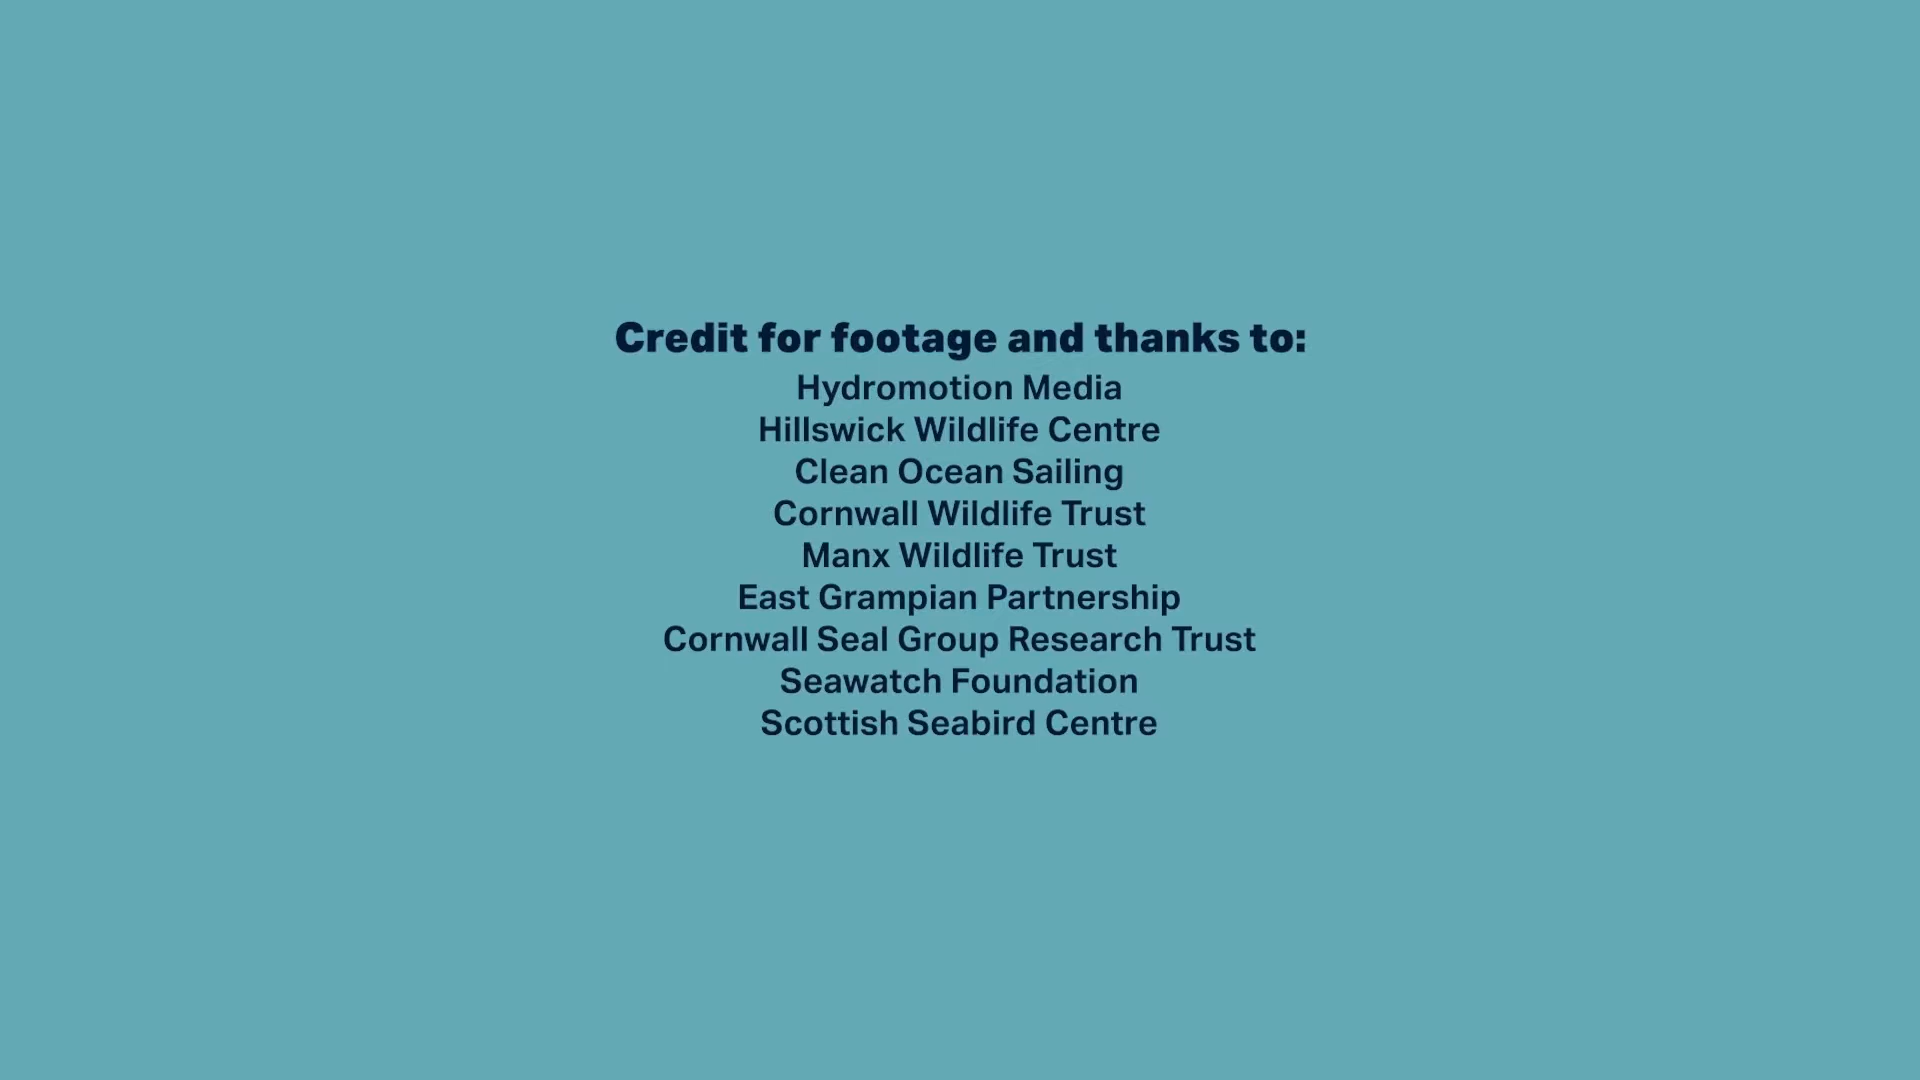 Credit for footage and thanks to:
Hydromotion Media
Hillswick Wildlife Centre
Clean Ocean Sailing
Cornwall Wildlife Trust
Manx Wildlife Trust
East Grampian Partnership
Cornwall Seal Group Research Trust
Seawatch Foundation
Scottish Seabird Centre